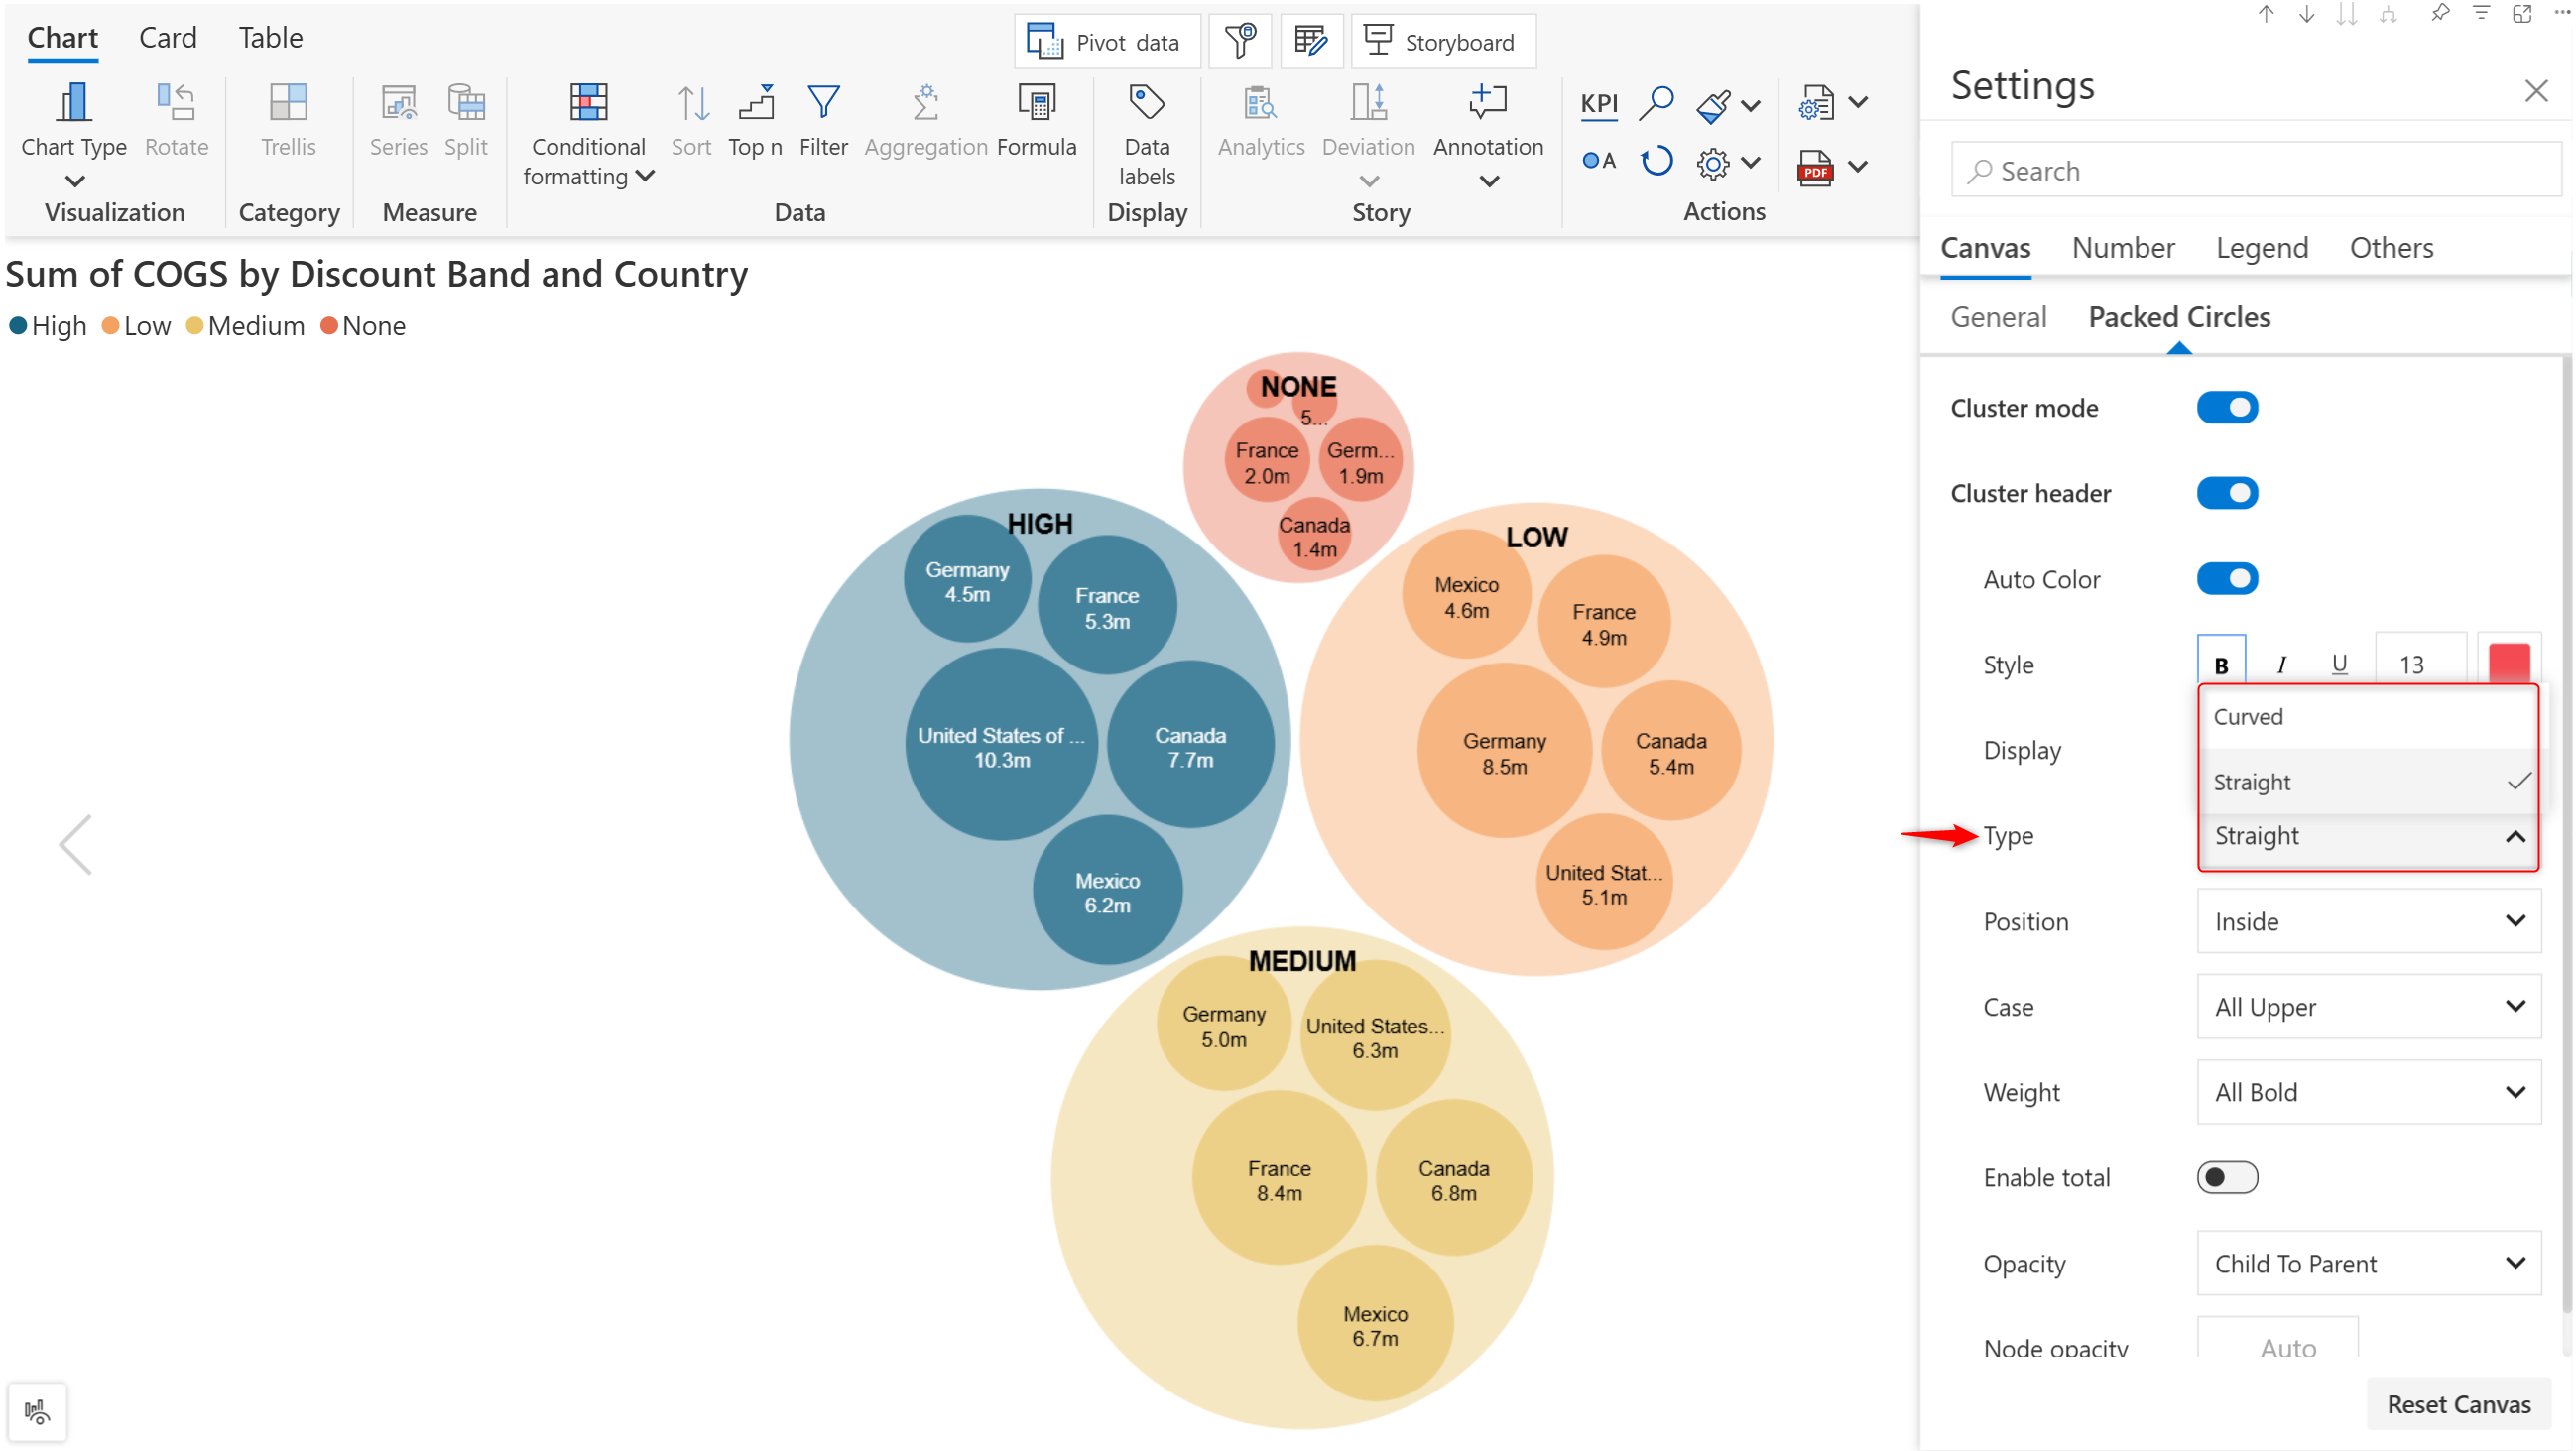 Chart Card Table
Pivot data
Storyboard
Chart Type
Rotate
Visualization
Trellis
Category
Series
Split
Measure
Conditional
formatting
Sort
Top n
Filter
Aggregation
Formula
Data
Data
labels
Display
Analytics
Deviation
Annotation
Story
KPI
A
PDF
Actions
Sum of COGS by Discount Band and Country
High Low Medium None
NONE
5...
France
2.0m
Germ...
1.9m
Canada
1.4m
HIGH
Germany
4.5m
France
5.3m
United States of ...
10.3m
Canada
7.7m
Mexico
6.2m
LOW
Mexico
4.6m
France
4.9m
Germany
8.5m
Canada
5.4m
United Stat...
5.1m
MEDIUM
Germany
5.0m
United States...
6.3m
France
8.4m
Canada
6.8m
Mexico
6.7m
Settings
Search
Canvas Number Legend Others
General Packed Circles
Cluster mode
Cluster header
Auto Color
Style B I U 13
Curved
Display
Straight
Type Straight
Position Inside
Case All Upper
Weight All Bold
Enable total
Opacity Child To Parent
Node opacity Auto
Reset Canvas